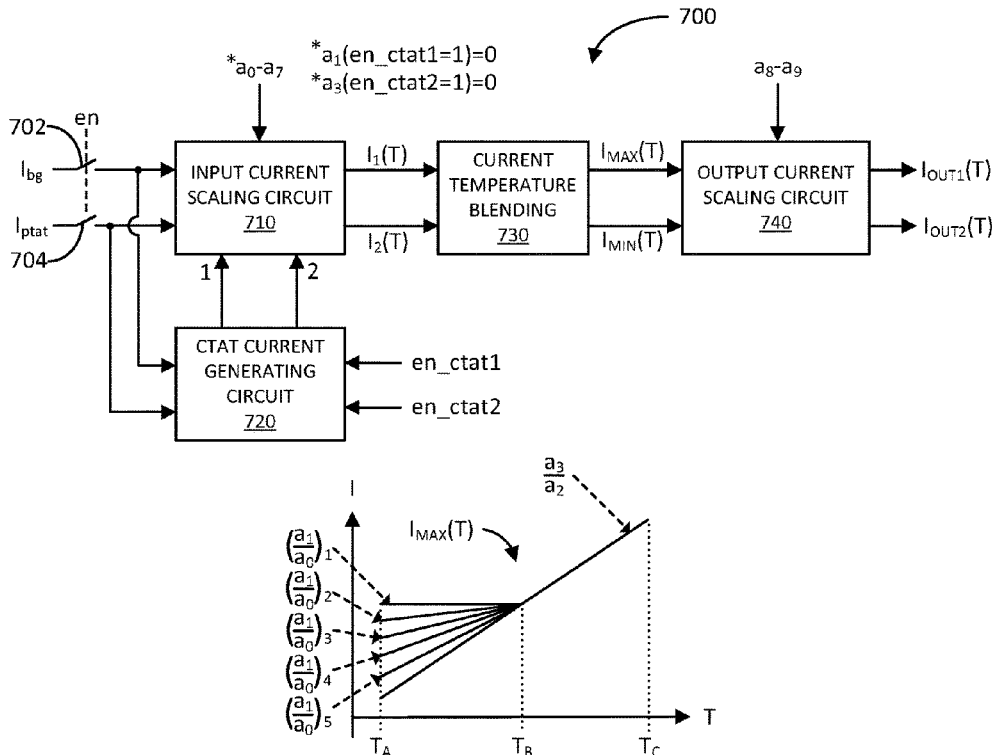 700
*a0-a7
*a1(en_ctat1=1)=0
*a3(en_ctat2=1)=0
a8-a9
702
en
Ibg
Iptat
704
INPUT CURRENT
SCALING CIRCUIT
710
I1(T)
I2(T)
CURRENT
TEMPERATURE
BLENDING
730
IMAX(T)
IMIN(T)
OUTPUT CURRENT
SCALING CIRCUIT
740
IOUT1(T)
IOUT2(T)
1
2
CTAT CURRENT
GENERATING
CIRCUIT
720
en_ctat1
en_ctat2
I
IMAX(T)
a3/a2
(a1/a0)1
(a1/a0)2
(a1/a0)3
(a1/a0)4
(a1/a0)5
T
TA
TB
TC